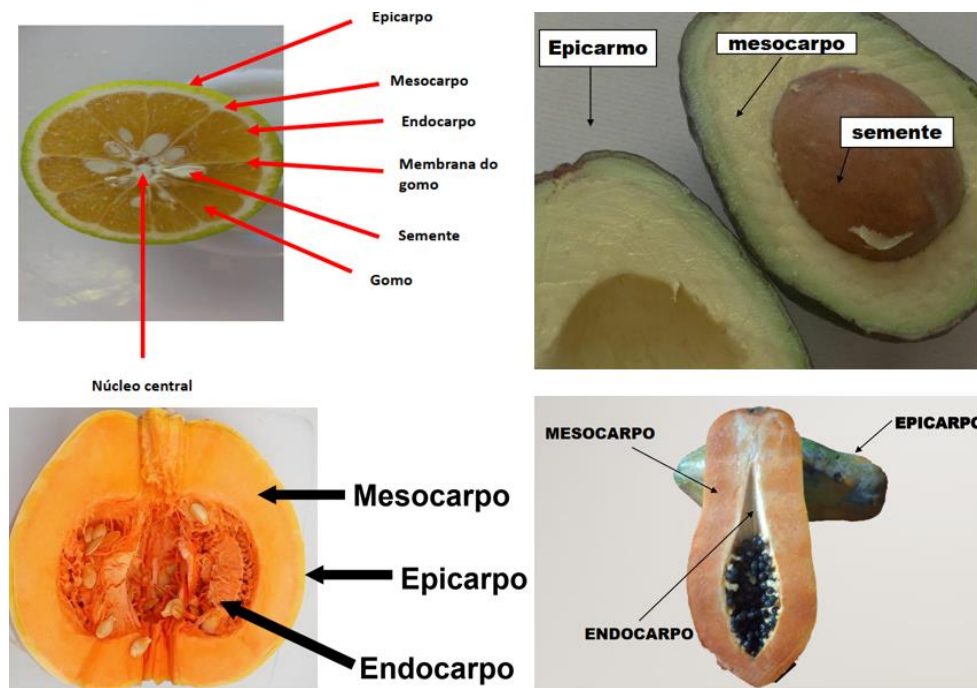 Epicarpo
Mesocarpo
Endocarpo
Membrana do
gomo
Semente
Gomo
Núcleo central
Epicarmo
mesocarpo
semente
Mesocarpo
Epicarpo
Endocarpo
MESOCARPO
EPICARPO
ENDOCARPO